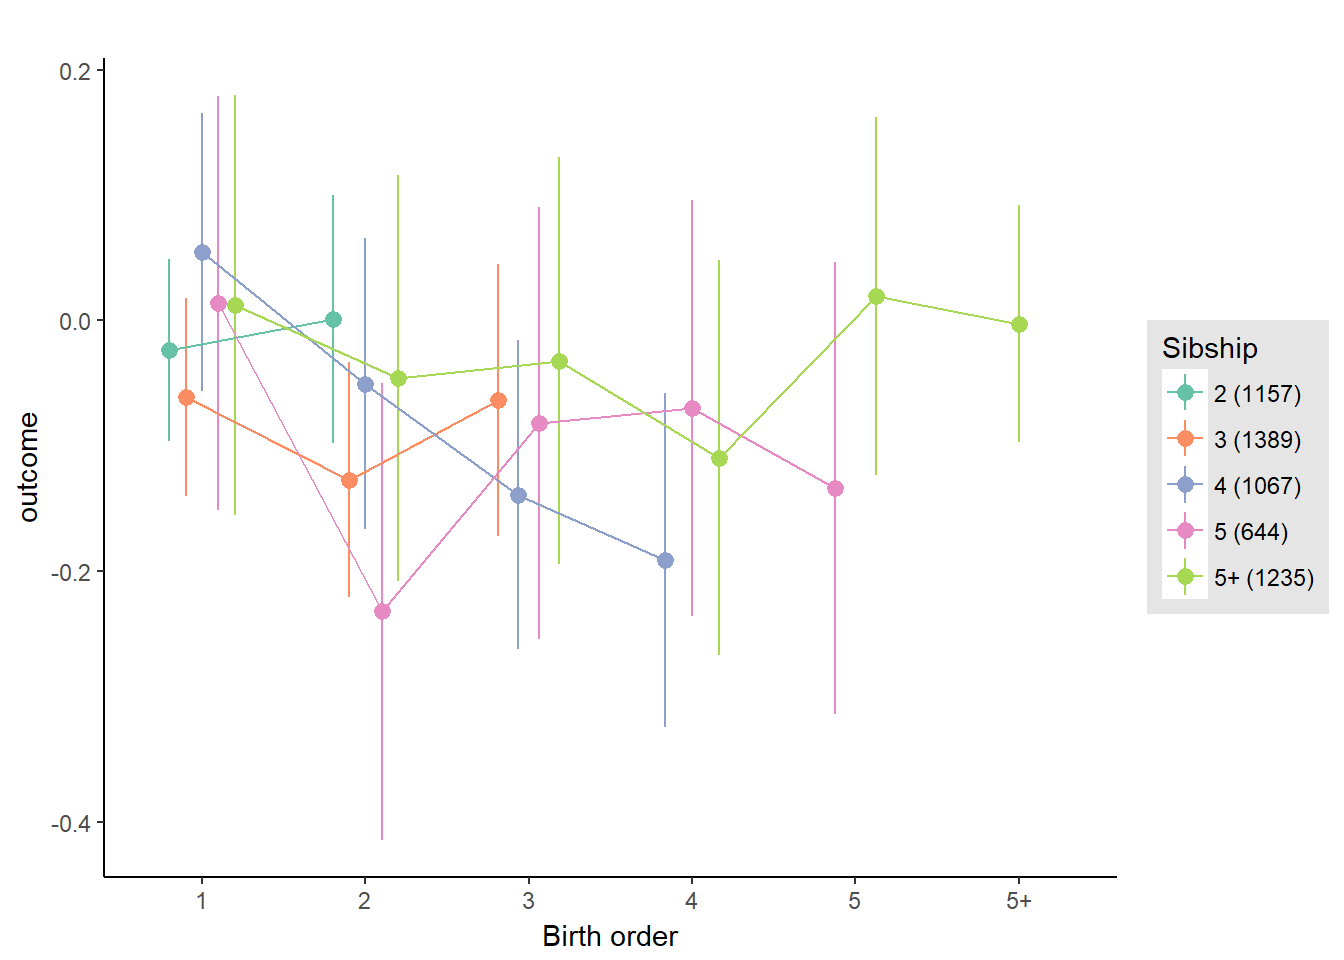 0.2
0.0
-0.2
-0.4
outcome
1 2 3 4 5 5+
Birth order
Sibship
2 (1157)
3 (1389)
4 (1067)
5 (644)
5+ (1235)